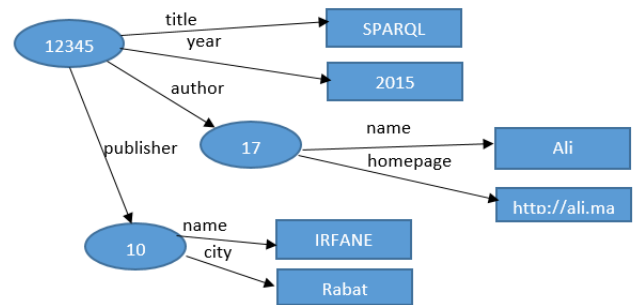 title
SPARQL
12345
year
2015
author
name
publisher
17
Ali
homepage
http://ali.ma
name
IRFANE
10
city
Rabat